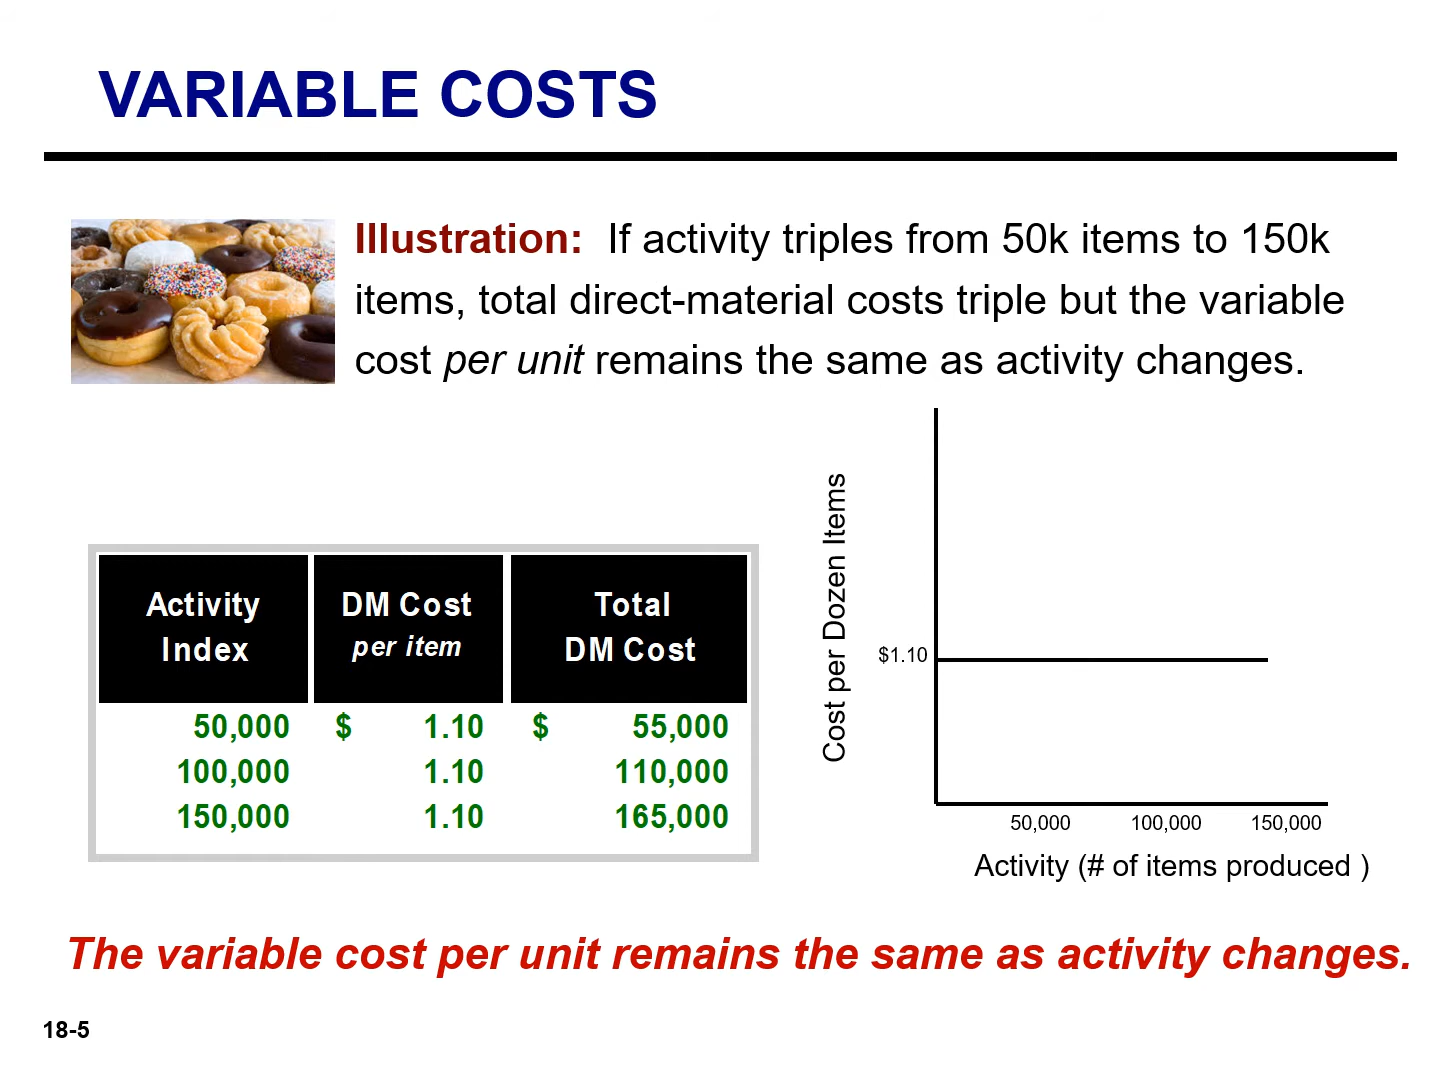 VARIABLE COSTS
Illustration: If activity triples from 50k items to 150k
items, total direct-material costs triple but the variable
cost per unit remains the same as activity changes.
Activity Index DM Cost per item Total DM Cost
50,000 $ 1.10 $ 55,000
100,000 1.10 110,000
150,000 1.10 165,000
Cost per Dozen Items
$1.10
50,000 100,000 150,000
Activity (# of items produced )
The variable cost per unit remains the same as activity changes.
18-5